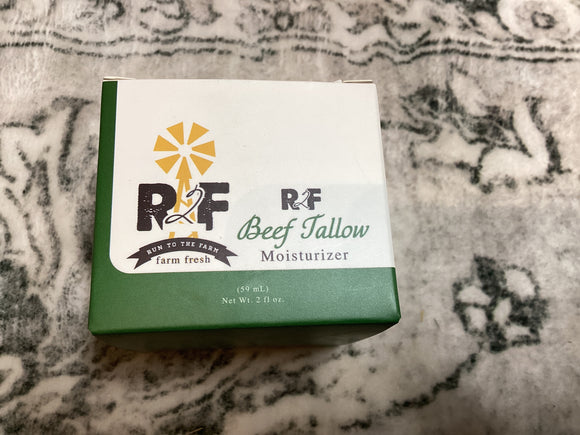 R2F
RUN TO THE FARM
farm fresh
R2F
Beef Tallow
Moisturizer
(59 mL)
Net Wt. 2 fl oz.